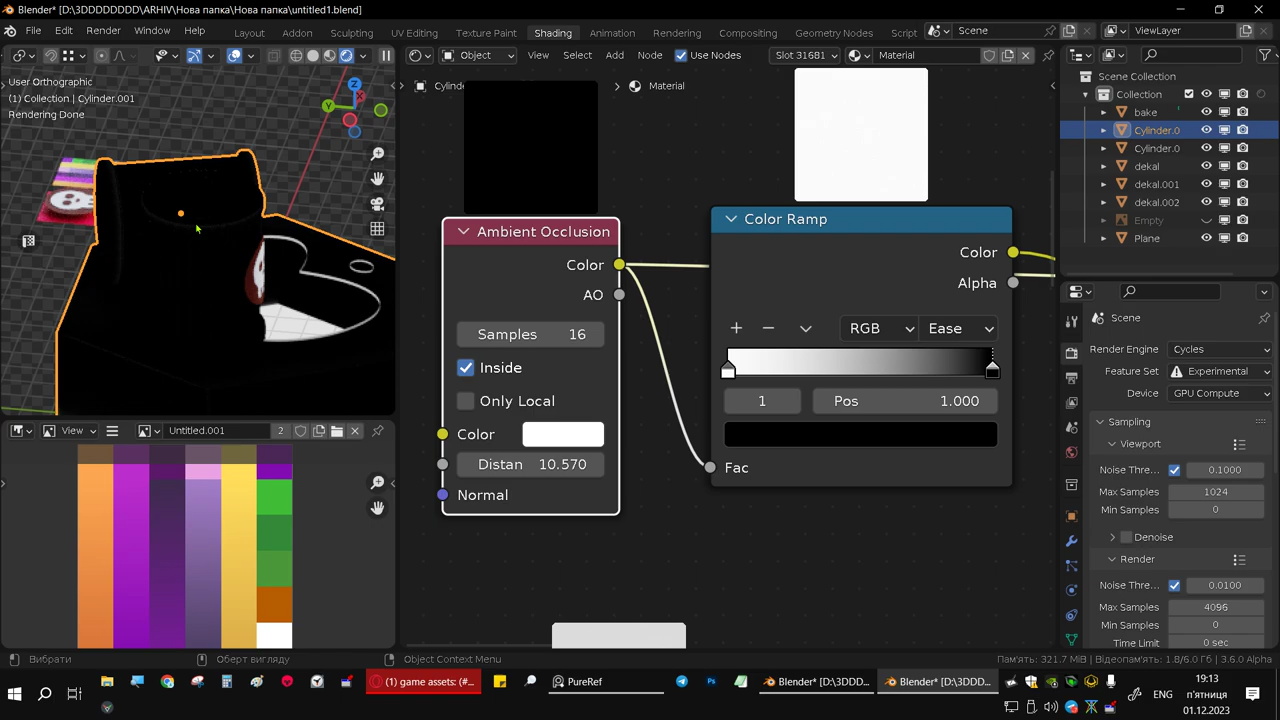 Blender* [D:\3DDDDDDDD\ARHIV\Нова папка\Нова папка\untitled1.blend]
File Edit Render Window Help
Layout Addon Sculpting UV Editing Texture Paint Shading Animation Rendering Compositing Geometry Nodes Script
Scene
ViewLayer
Object View Select Add Node Use Nodes Slot 316B1 Material
User Orthographic
(1) Collection | Cylinder.001
Rendering Done
Material
Ambient Occlusion
Color
AO
Samples 16
Inside
Only Local
Color
Distan 10.570
Normal
Color Ramp
Color
Alpha
RGB Ease
1 Pos 1.000
Fac
Scene Collection
Collection
bake
Cylinder.0
Cylinder.0
dekal
dekal.001
dekal.002
Empty
Plane
Scene
Render Engine Cycles
Feature Set Experimental
Device GPU Compute
Sampling
Viewport
Noise Thre... 0.1000
Max Samples 1024
Min Samples 0
Denoise
Render
Noise Thre... 0.0100
Max Samples 4096
Min Samples 0
Time Limit 0 sec
View Untitled.001 2
Вибрати Оберт вигляду Object Context Menu
Пам'ять: 321.7 MiB | Відеопам'ять: 1.8/6.0 Гіб | 3.6.0 Alpha
(1) game assets: (#...
PureRef
Blender* [D:\3DDD...
Blender* [D:\3DDD...
ENG
19:13
п'ятниця
01.12.2023